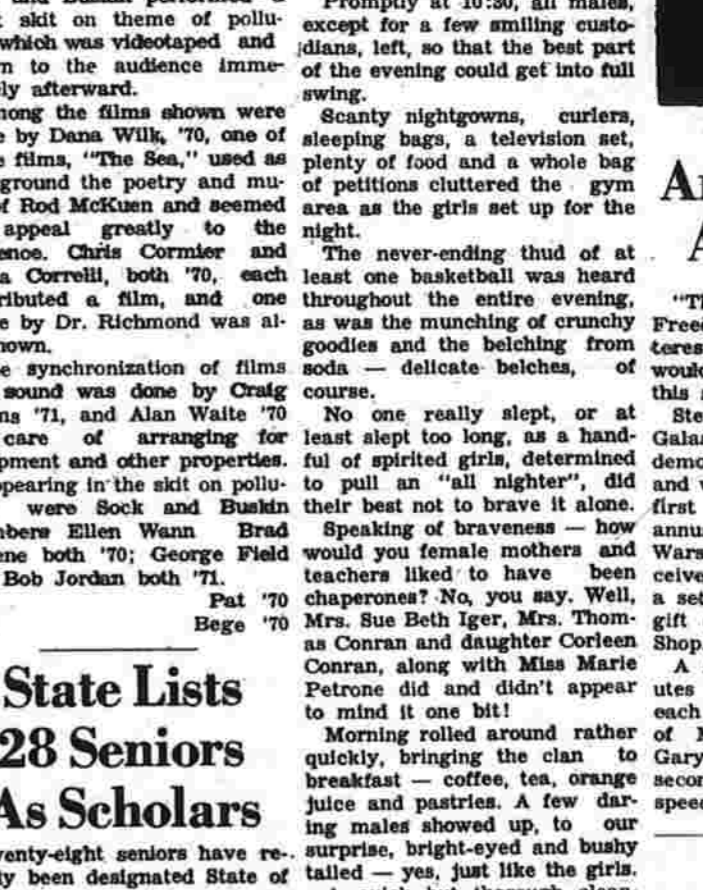 skit on theme of pollu-
which was videotaped and
to the audience imme-
ly afterward.
ong the films shown were
by Dana Wilk, '70, one of
films, "The Sea," used as
ground the poetry and mu-
f Rod McKuen and seemed
appeal greatly to the
ence. Chris Cormier and
a Correlli, both '70, each
ributed a film, and one
e by Dr. Richmond was al-
hown.
e synchronization of films
sound was done by Craig
ns '71, and Alan Waite '70
care of arranging for
pment and other properties.
ppearing in the skit on pollu-
were Sock and Buskin
mbers Ellen Wann Brad
ene both '70; George Field
Bob Jordan both '71.
Pat '70
Bege '70
State Lists
28 Seniors
As Scholars
venty-eight seniors have re-
ly been designated State of
Promptly at 10:30, all males,
except for a few smiling custo-
dians, left, so that the best part
of the evening could get into full
swing.
Scanty nightgowns, curlers,
sleeping bags, a television set,
plenty of food and a whole bag
of petitions cluttered the gym
area as the girls set up for the
night.
The never-ending thud of at
least one basketball was heard
throughout the entire evening,
as was the munching of crunchy
goodies and the belching from
soda — delicate belches, of
course.
No one really slept, or at
least slept too long, as a hand-
ful of spirited girls, determined
to pull an "all nighter", did
their best not to brave it alone.
Speaking of braveness — how
would you female mothers and
teachers liked to have been
chaperones? No, you say. Well,
Mrs. Sue Beth Iger, Mrs. Thom-
as Conran and daughter Corleen
Conran, along with Miss Marie
Petrone did and didn't appear
to mind it one bit!
Morning rolled around rather
quickly, bringing the clan to
breakfast — coffee, tea, orange
juice and pastries. A few dar-
ing males showed up, to our
surprise, bright-eyed and bushy
tailed — yes, just like the girls.
A
"T
Free
teres
would
this
Ste
Gala
demo
and
first
annu
Wars
ceive
a set
gift
Shop
A
utes
each
of
Gary
secon
speed